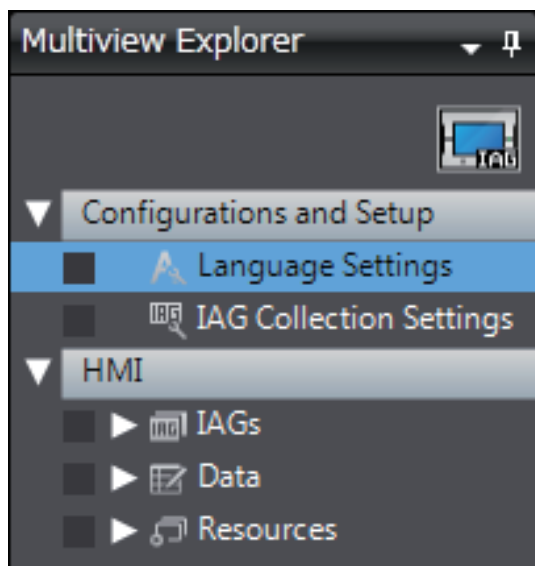 Multiview Explorer
IAG
Configurations and Setup
Language Settings
IAG Collection Settings
HMI
IAGs
Data
Resources